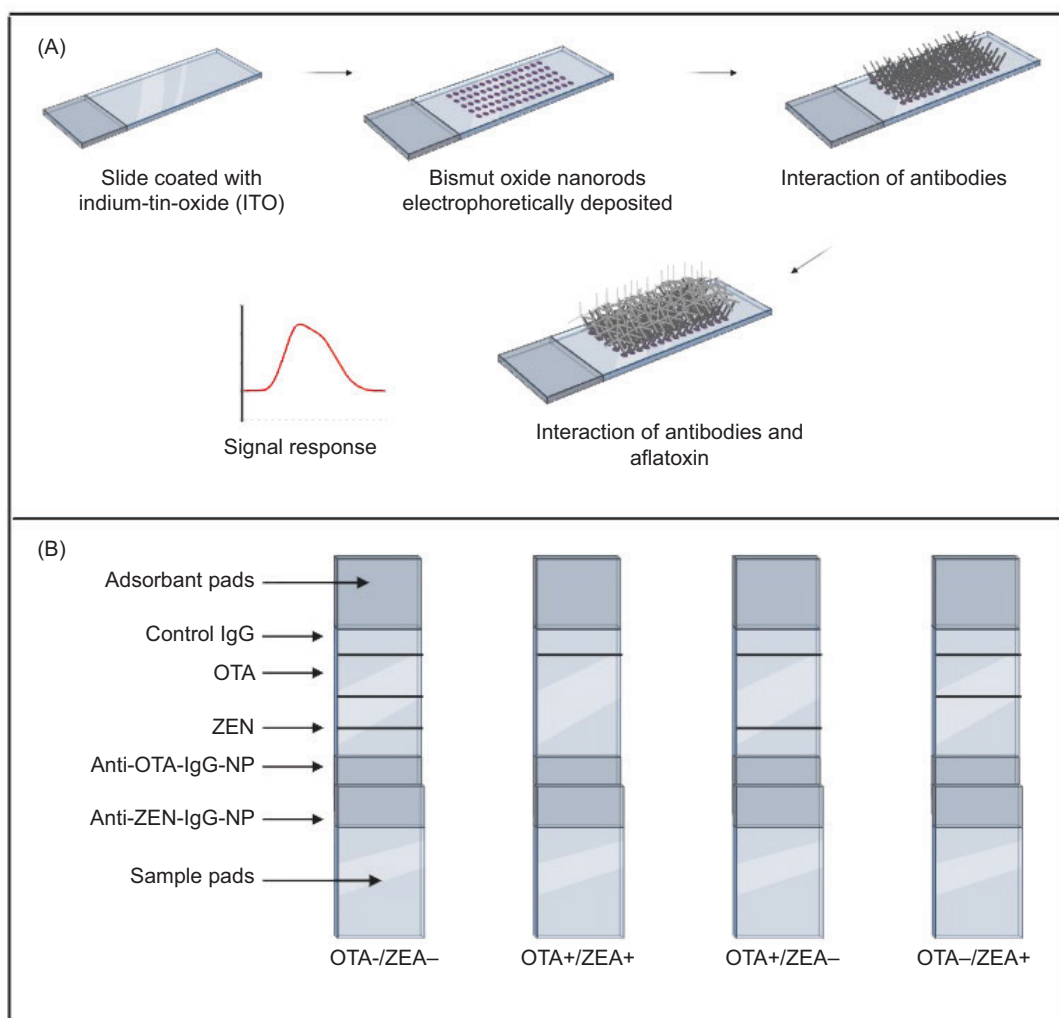 (A)
Slide coated with
indium-tin-oxide (ITO)
Bismut oxide nanorods
electrophoretically deposited
Interaction of antibodies
Signal response
Interaction of antibodies and
aflatoxin
(B)
Adsorbant pads
Control IgG
OTA
ZEN
Anti-OTA-IgG-NP
Anti-ZEN-IgG-NP
Sample pads
OTA-/ZEA–
OTA+/ZEA+
OTA+/ZEA–
OTA–/ZEA+